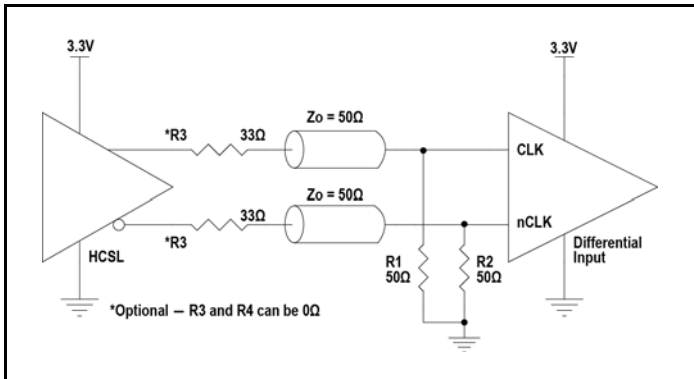 3.3V
3.3V
*R3
33Ω
Zo = 50Ω
CLK
Zo = 50Ω
*R3
33Ω
nCLK
HCSL
R1
50Ω
R2
50Ω
Differential
Input
*Optional – R3 and R4 can be 0Ω